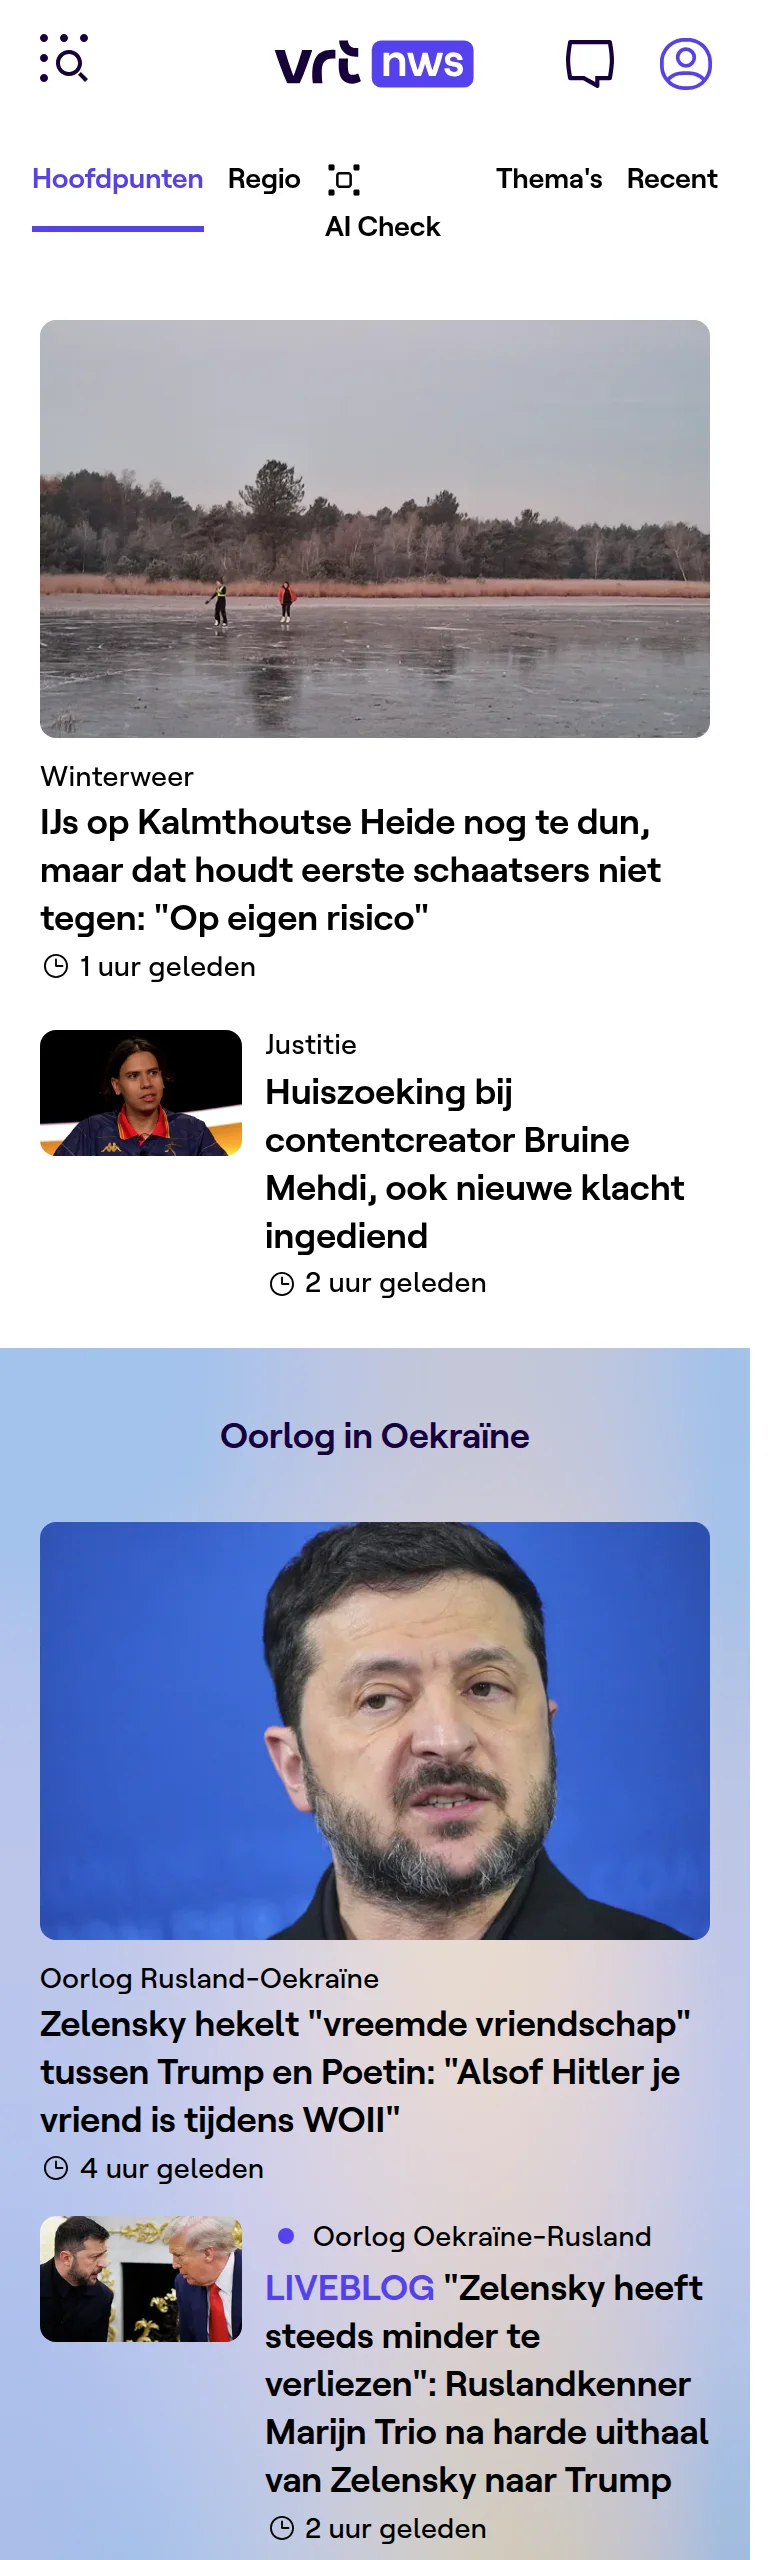 vrt nws
Hoofdpunten Regio AI Check Thema's Recent
Winterweer
IJs op Kalmthoutse Heide nog te dun,
maar dat houdt eerste schaatsers niet
tegen: "Op eigen risico"
1 uur geleden
Justitie
Huiszoeking bij
contentcreator Bruine
Mehdi, ook nieuwe klacht
ingediend
2 uur geleden
Oorlog in Oekraïne
Oorlog Rusland-Oekraïne
Zelensky hekelt "vreemde vriendschap"
tussen Trump en Poetin: "Alsof Hitler je
vriend is tijdens WOII"
4 uur geleden
Oorlog Oekraïne-Rusland
LIVEBLOG "Zelensky heeft
steeds minder te
verliezen": Ruslandkenner
Marijn Trio na harde uithaal
van Zelensky naar Trump
2 uur geleden